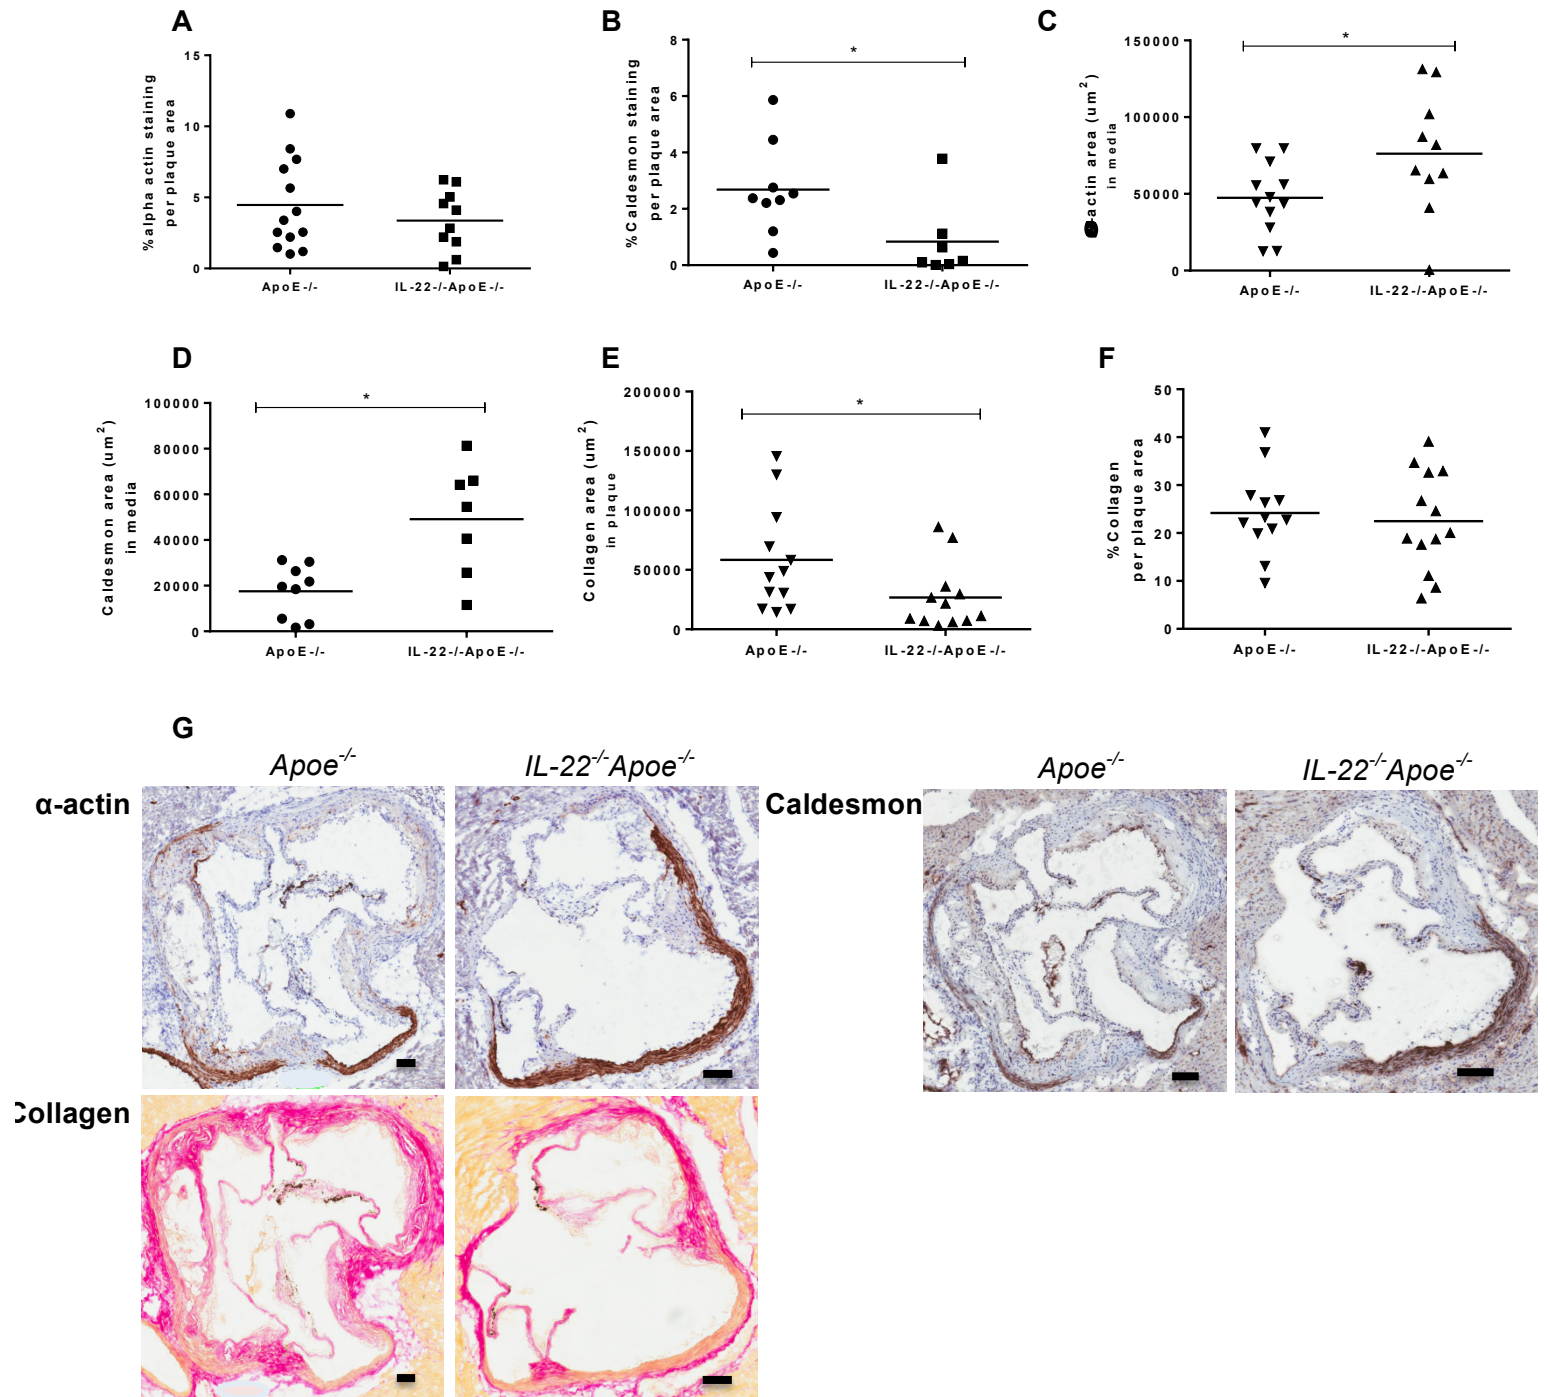 A
%alpha actin staining
per plaque area
15
10
5
0
ApoE-/-
IL-22-/-ApoE-/-
B
%Caldesmon staining
per plaque area
8
6
4
2
0
*
ApoE-/-
IL-22-/-ApoE-/-
C
-actin area (um²)
in media
150000
100000
50000
0
*
ApoE-/-
IL-22-/-ApoE-/-
D
Caldesmon area (um²)
in media
100000
80000
60000
40000
20000
0
*
ApoE-/-
IL-22-/-ApoE-/-
E
Collagen area (um²)
in plaque
200000
150000
100000
50000
0
*
ApoE-/-
IL-22-/-ApoE-/-
F
%Collagen
per plaque area
50
40
30
20
10
0
ApoE-/-
IL-22-/-ApoE-/-
G
Apoe-/-
IL-22-/-Apoe-/-
Apoe-/-
IL-22-/-Apoe-/-
α-actin
Caldesmon
Collagen